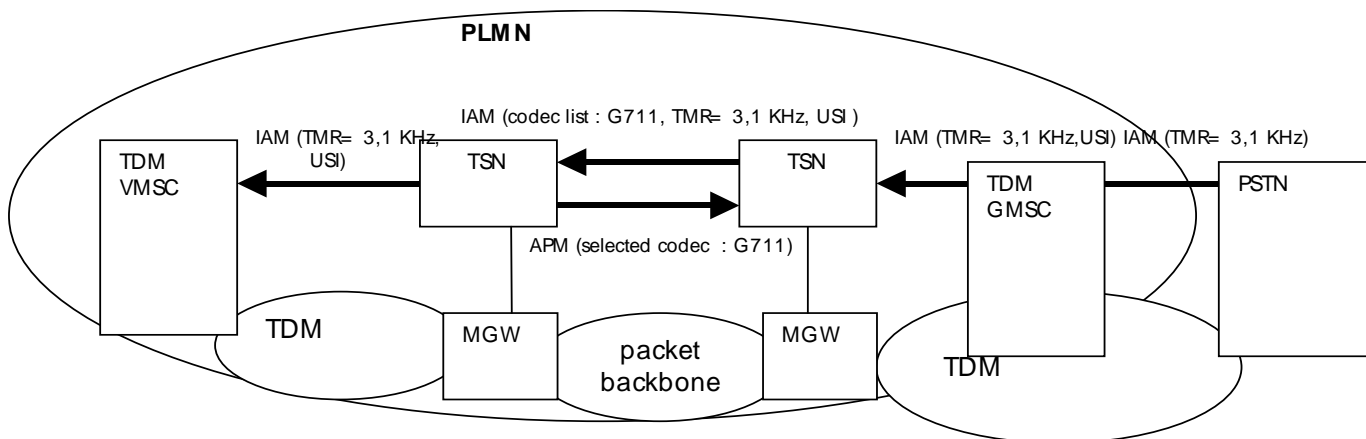 PLMN
IAM (codec list : G711, TMR= 3,1 KHz, USI )
IAM (TMR= 3,1 KHz,
USI)
IAM (TMR= 3,1 KHz,USI) IAM (TMR= 3,1 KHz)
TDM
VMSC
TSN
TSN
TDM
GMSC
PSTN
APM (selected codec : G711)
TDM
MGW
packet
backbone
MGW
TDM